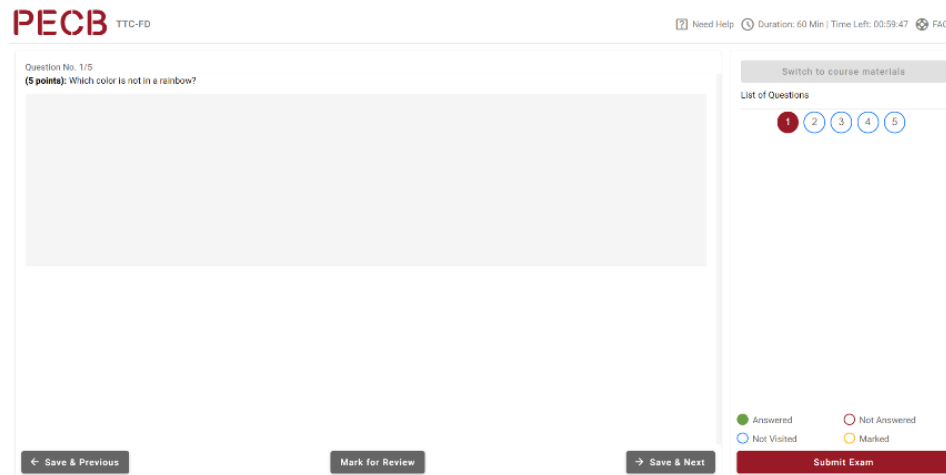 PECB TTC-FD
Need Help Duration: 60 Min | Time Left: 00:59:47 FAQ
Question No. 1/5
(5 points): Which color is not in a rainbow?
Switch to course materials
List of Questions
1 2 3 4 5
Answered Not Answered
Not Visited Marked
← Save & Previous Mark for Review → Save & Next Submit Exam